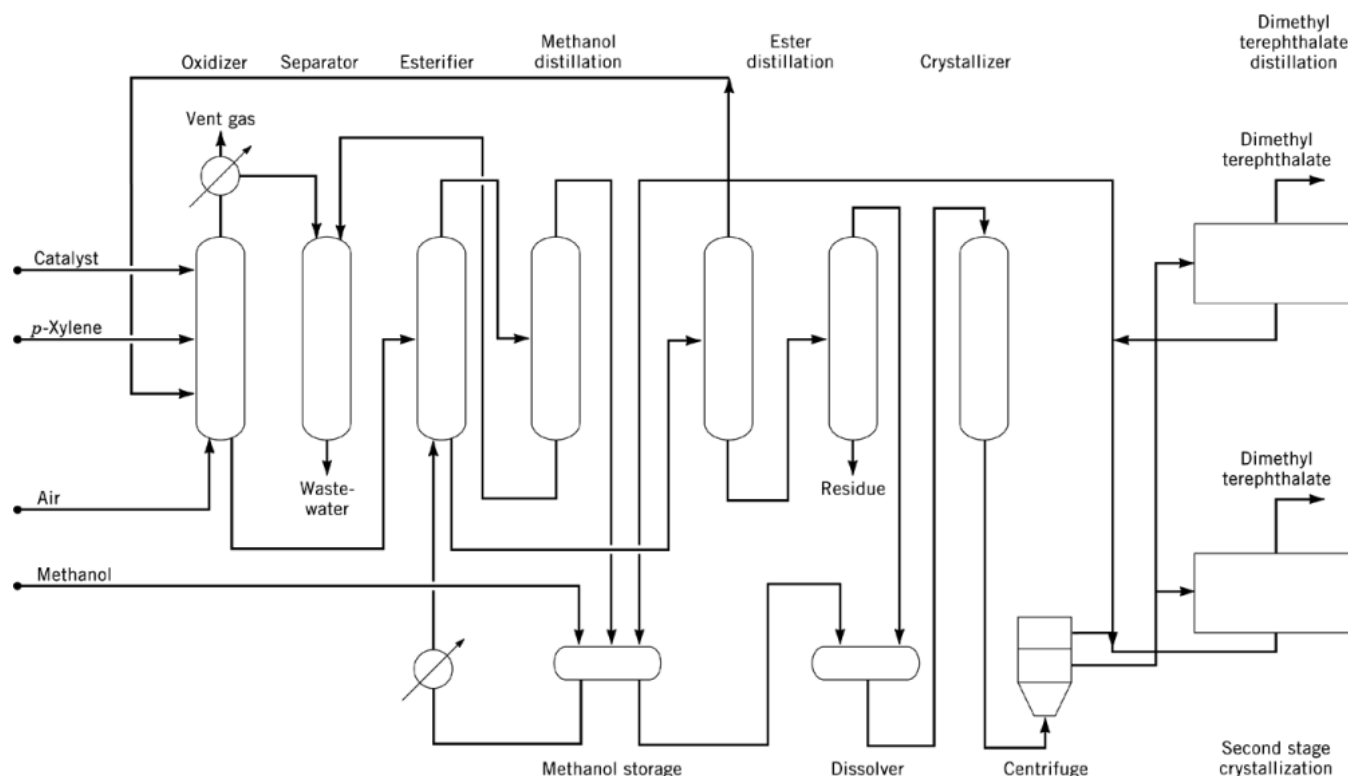 Dimethyl
terephthalate
distillation
Methanol
distillation
Ester
distillation
Oxidizer
Separator
Esterifier
Crystallizer
Vent gas
Dimethyl
terephthalate
Catalyst
p-Xylene
Air
Waste-
water
Residue
Dimethyl
terephthalate
Methanol
Methanol storage
Dissolver
Centrifuge
Second stage
crystallization